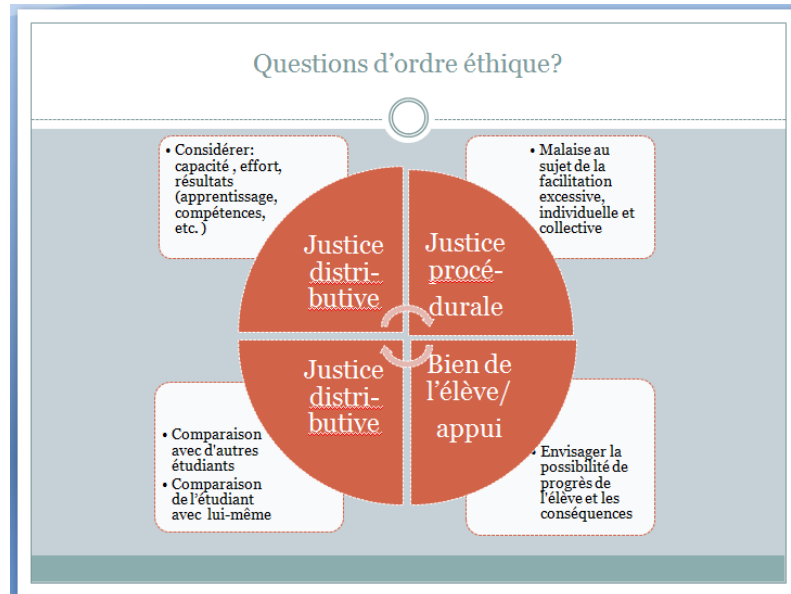 Questions d'ordre éthique?
• Considérer:
capacité , effort,
résultats
(apprentissage,
compétences,
etc. )
• Malaise au
sujet de la
facilitation
excessive,
individuelle et
collective
Justice
distri-
butive
Justice
procé-
durale
Justice
distri-
butive
Bien de
l'élève/
appui
• Comparaison
avec d'autres
étudiants
• Comparaison
de l'étudiant
avec lui-même
• Envisager la
possibilité de
progrès de
l'élève et les
conséquences